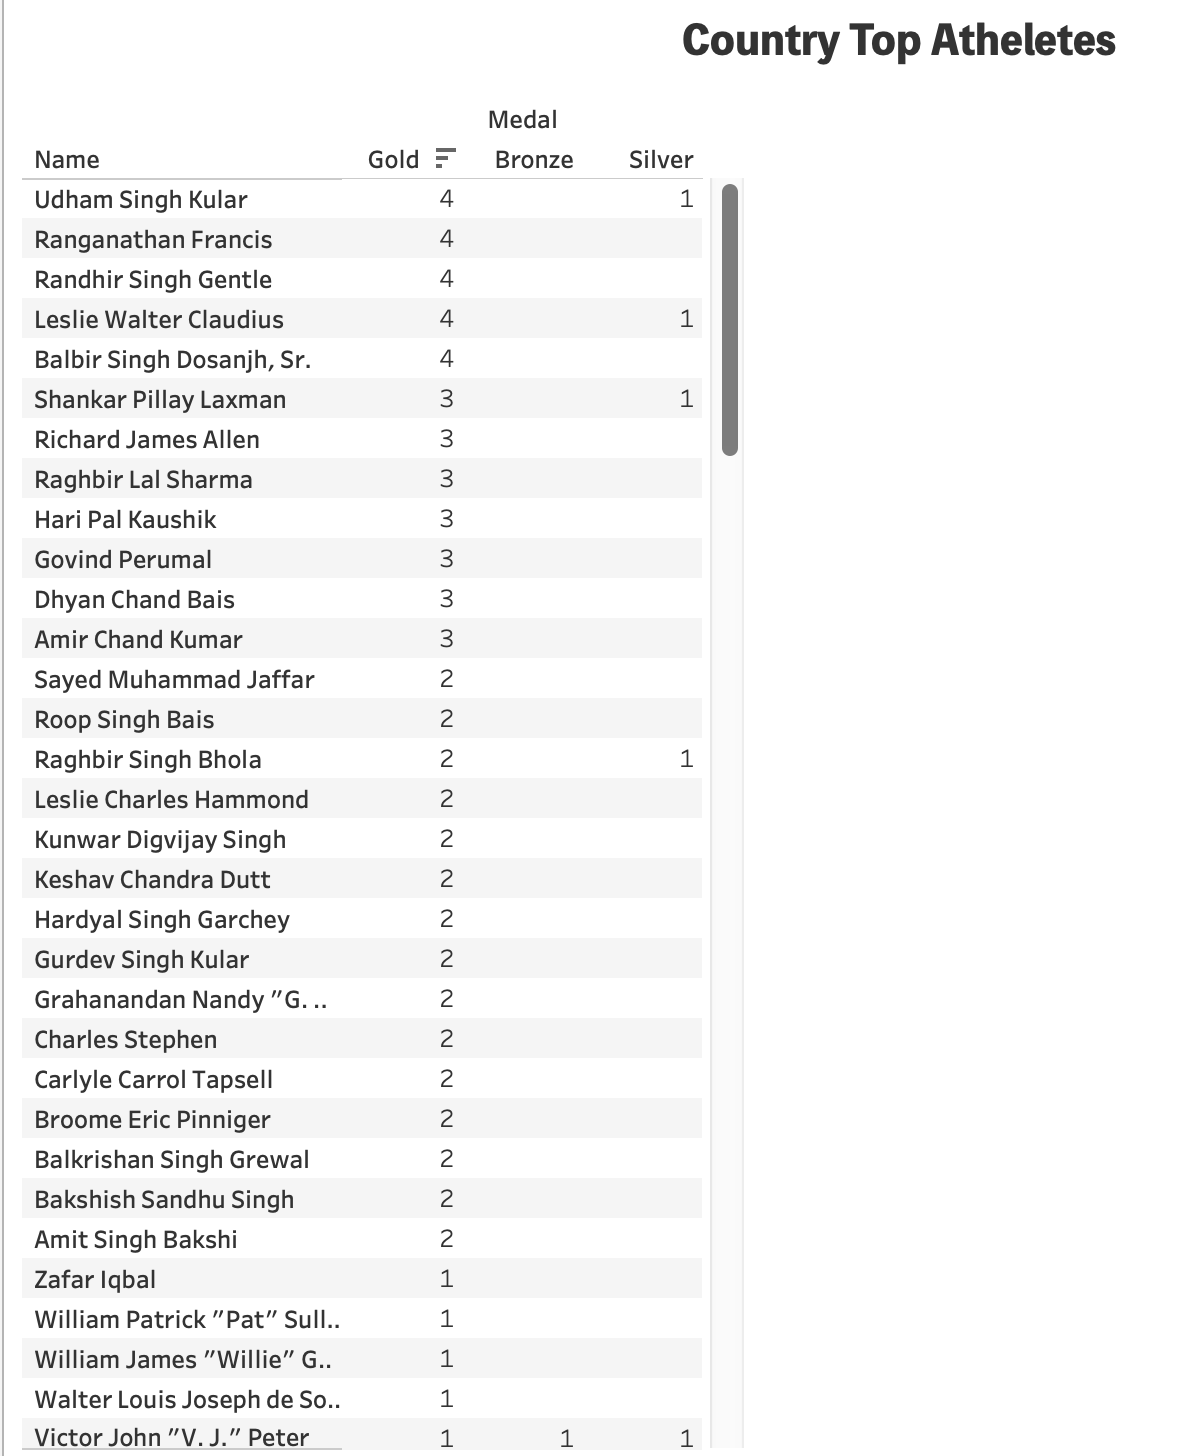 Country Top Atheletes
Medal
Name Gold Bronze Silver
Udham Singh Kular 4 1
Ranganathan Francis 4
Randhir Singh Gentle 4
Leslie Walter Claudius 4 1
Balbir Singh Dosanjh, Sr. 4
Shankar Pillay Laxman 3 1
Richard James Allen 3
Raghbir Lal Sharma 3
Hari Pal Kaushik 3
Govind Perumal 3
Dhyan Chand Bais 3
Amir Chand Kumar 3
Sayed Muhammad Jaffar 2
Roop Singh Bais 2
Raghbir Singh Bhola 2 1
Leslie Charles Hammond 2
Kunwar Digvijay Singh 2
Keshav Chandra Dutt 2
Hardyal Singh Garchey 2
Gurdev Singh Kular 2
Grahanandan Nandy "G. .. 2
Charles Stephen 2
Carlyle Carrol Tapsell 2
Broome Eric Pinniger 2
Balkrishan Singh Grewal 2
Bakshish Sandhu Singh 2
Amit Singh Bakshi 2
Zafar Iqbal 1
William Patrick "Pat" Sull.. 1
William James "Willie" G.. 1
Walter Louis Joseph de So.. 1
Victor John "V. J." Peter 1 1 1